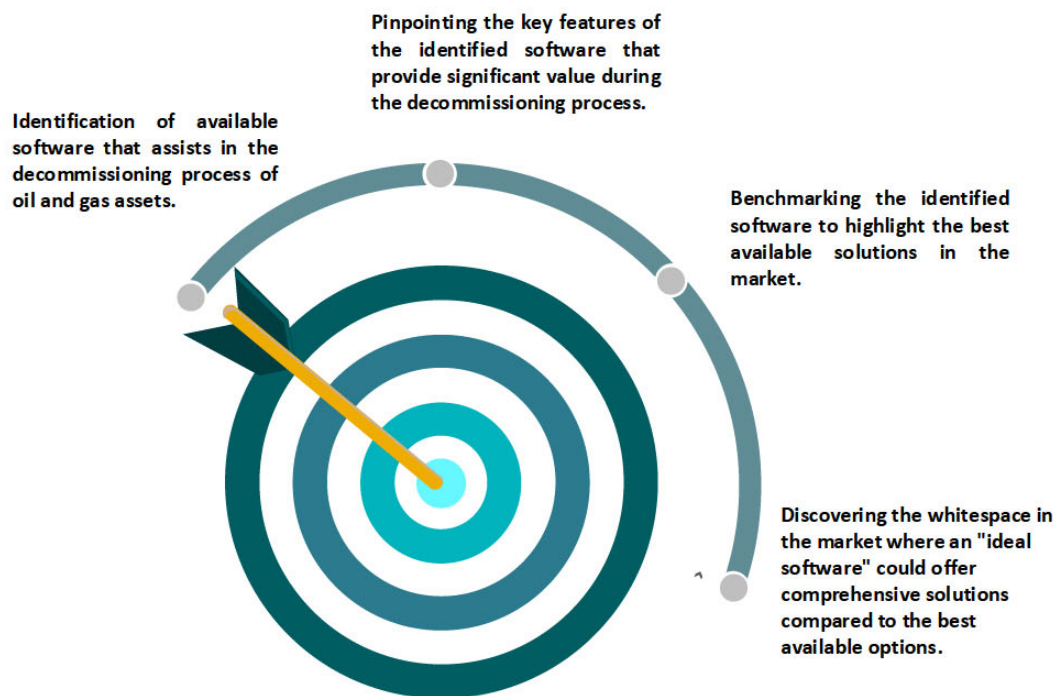 Pinpointing the key features of
the identified software that
provide significant value during
the decommissioning process.
Identification of available
software that assists in the
decommissioning process of
oil and gas assets.
Benchmarking the identified
software to highlight the best
available solutions in the
market.
Discovering the whitespace in
the market where an "ideal
software" could offer
comprehensive solutions
compared to the best
available options.